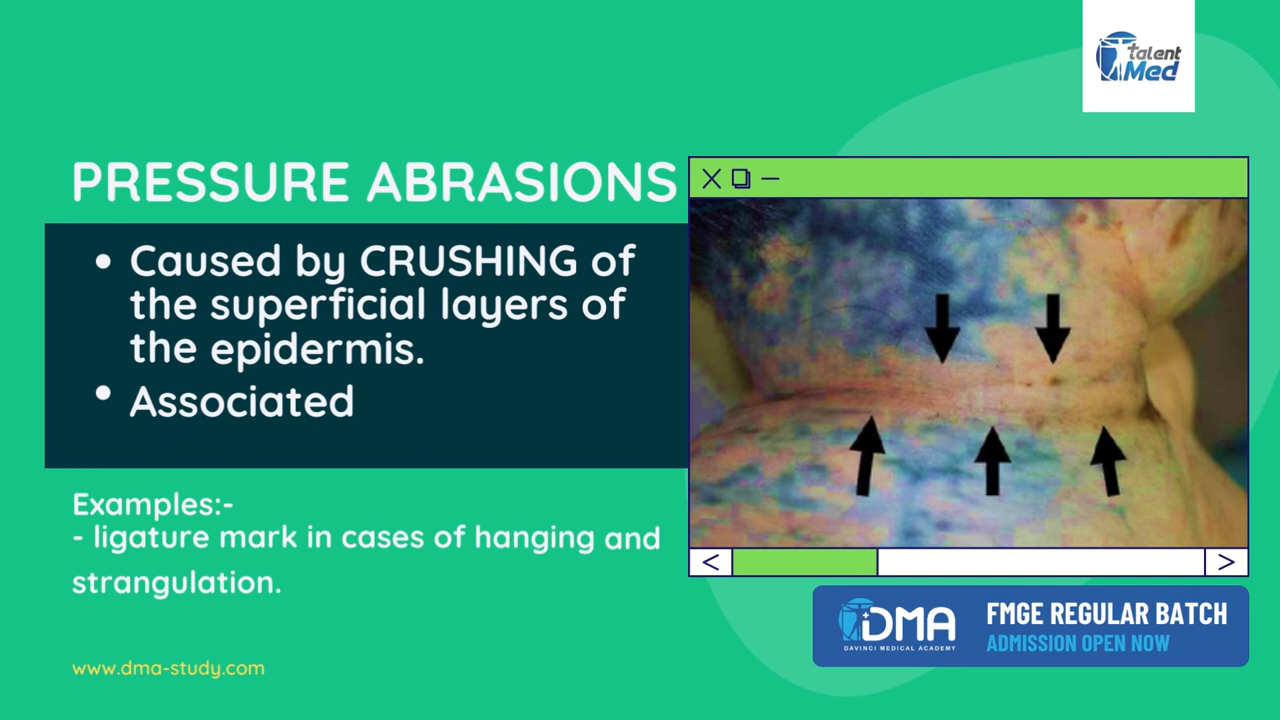 talent
Med
PRESSURE ABRASIONS
• Caused by CRUSHING of
the superficial layers of
the epidermis.
• Associated
Examples:-
- ligature mark in cases of hanging and
strangulation.
www.dma-study.com
DMA
DAVINCI MEDICAL ACADEMY
FMGE REGULAR BATCH
ADMISSION OPEN NOW